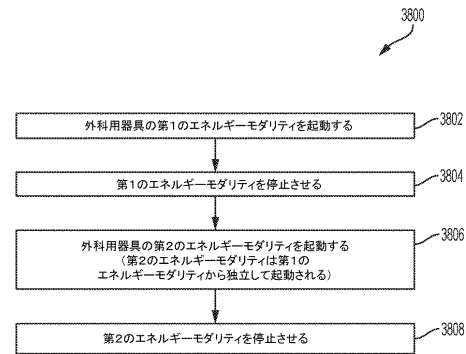 3800
外科用器具の第1のエネルギーモダリティを起動する
3802
第1のエネルギーモダリティを停止させる
3804
外科用器具の第2のエネルギーモダリティを起動する
(第2のエネルギーモダリティは第1の
エネルギーモダリティから独立して起動される)
3806
第2のエネルギーモダリティを停止させる
3808